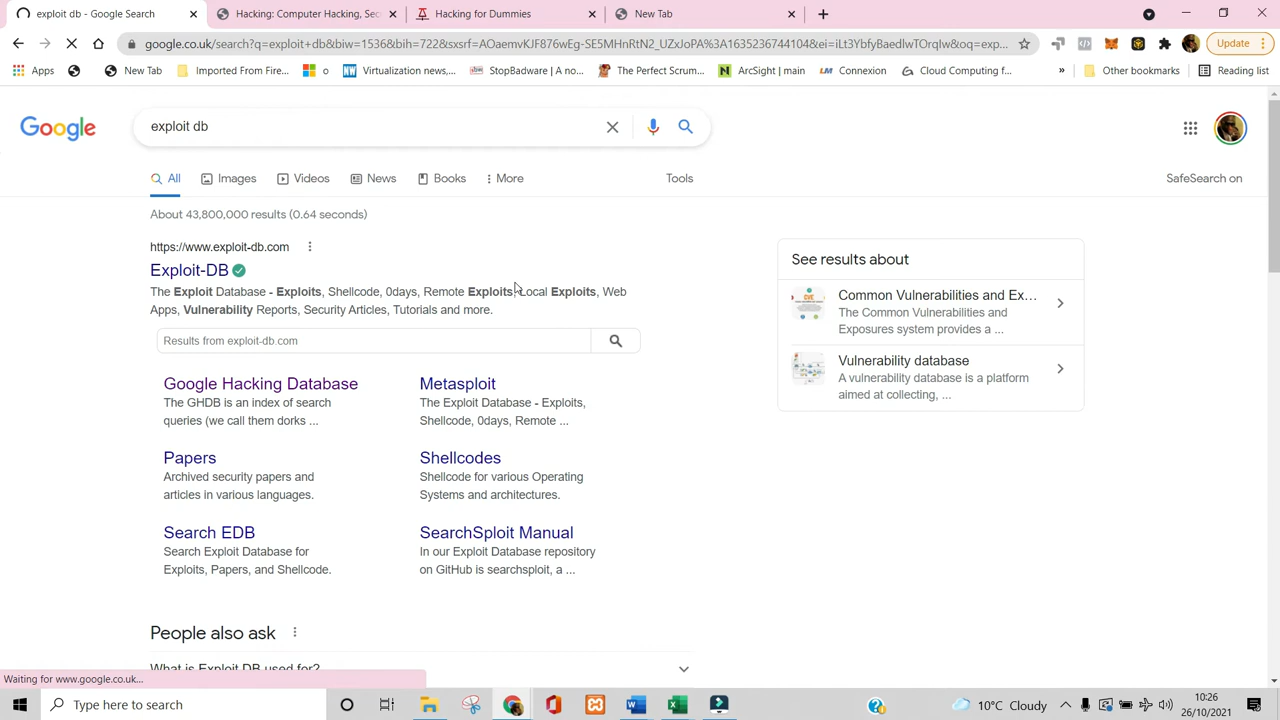 exploit db - Google Search
Hacking: Computer Hacking, Sec
Hacking for Dummies
New Tab
google.co.uk/search?q=exploit+db&biw=1536&bih=722&sxsrf=
Update
Apps
New Tab
Imported From Fire...
o
Virtualization news,...
StopBadware | A no...
The Perfect Scrum...
ArcSight | main
Connexion
Cloud Computing f...
»
Other bookmarks
Reading list
Google
exploit db
All
Images
Videos
News
Books
More
Tools
SafeSearch on
About 43,800,000 results (0.64 seconds)
https://www.exploit-db.com
Exploit-DB
The Exploit Database - Exploits, Shellcode, 0days, Remote Exploits, Local Exploits, Web
Apps, Vulnerability Reports, Security Articles, Tutorials and more.
Results from exploit-db.com
Google Hacking Database
The GHDB is an index of search
queries (we call them dorks ...
Metasploit
The Exploit Database - Exploits,
Shellcode, 0days, Remote ...
Papers
Archived security papers and
articles in various languages.
Shellcodes
Shellcode for various Operating
Systems and architectures.
Search EDB
Search Exploit Database for
Exploits, Papers, and Shellcode.
SearchSploit Manual
In our Exploit Database repository
on GitHub is searchsploit, a ...
See results about
Common Vulnerabilities and Ex...
The Common Vulnerabilities and
Exposures system provides a ...
Vulnerability database
A vulnerability database is a platform
aimed at collecting, ...
People also ask
What is Exploit DB used for?
Waiting for www.google.co.uk...
Type here to search
10°C Cloudy
10:26
26/10/2021